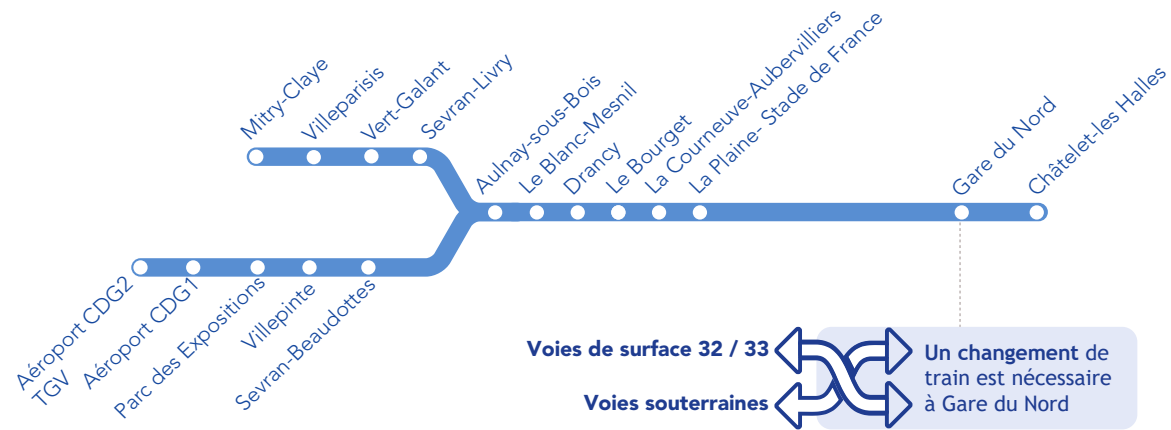 Mitry-Claye
Villeparisis
Vert-Galant
Sevran-Livry
Aulnay-sous-Bois
Le Blanc-Mesnil
Drancy
Le Bourget
La Courneuve-Aubervilliers
La Plaine- Stade de France
Gare du Nord
Châtelet-les Halles
Aéroport CDG2
TGV
Aéroport CDG1
Parc des Expositions
Villepinte
Sevran-Beaudottes
Voies de surface 32 / 33
Voies souterraines
Un changement de
train est nécessaire
à Gare du Nord